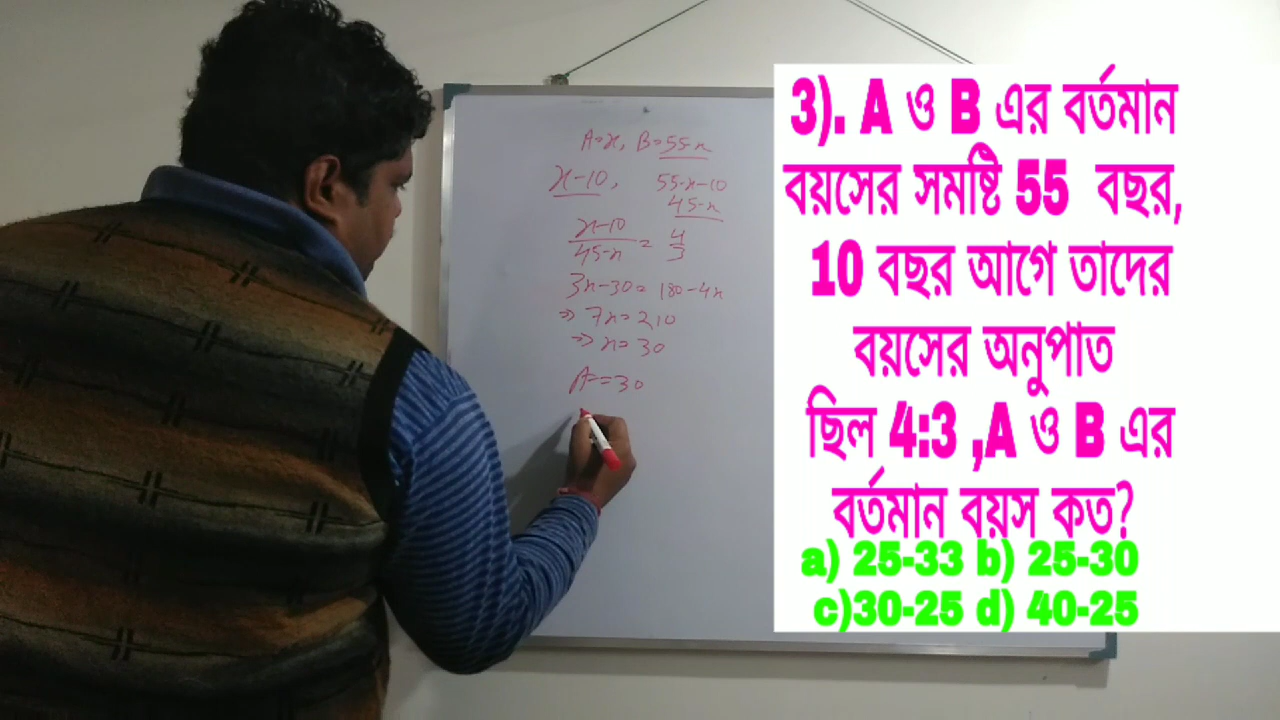 A=x, B=55-x
x-10, 55-x-10
45-x
x-10/45-x = 4/3
3x-30=180-4x
⇒ 7x=210
⇒ x=30
A==30
3). A ও B এর বর্তমান
বয়সের সমষ্টি 55 বছর,
10 বছর আগে তাদের
বয়সের অনুপাত
ছিল 4:3 ,A ও B এর
বর্তমান বয়স কত?
a) 25-33 b) 25-30
c)30-25 d) 40-25